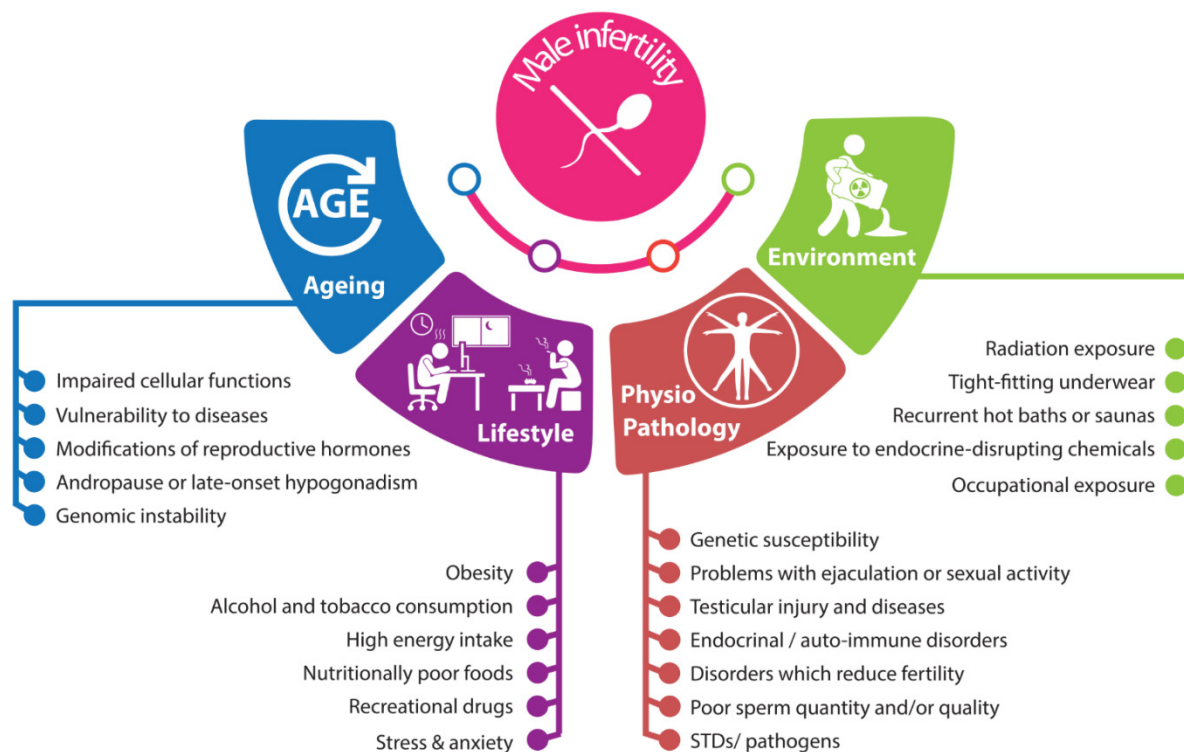 Male infertility
AGE
Ageing
Environment
Lifestyle
Physio
Pathology
Impaired cellular functions
Vulnerability to diseases
Modifications of reproductive hormones
Andropause or late-onset hypogonadism
Genomic instability
Obesity
Alcohol and tobacco consumption
High energy intake
Nutritionally poor foods
Recreational drugs
Stress & anxiety
Genetic susceptibility
Problems with ejaculation or sexual activity
Testicular injury and diseases
Endocrinal / auto-immune disorders
Disorders which reduce fertility
Poor sperm quantity and/or quality
STDs/ pathogens
Radiation exposure
Tight-fitting underwear
Recurrent hot baths or saunas
Exposure to endocrine-disrupting chemicals
Occupational exposure